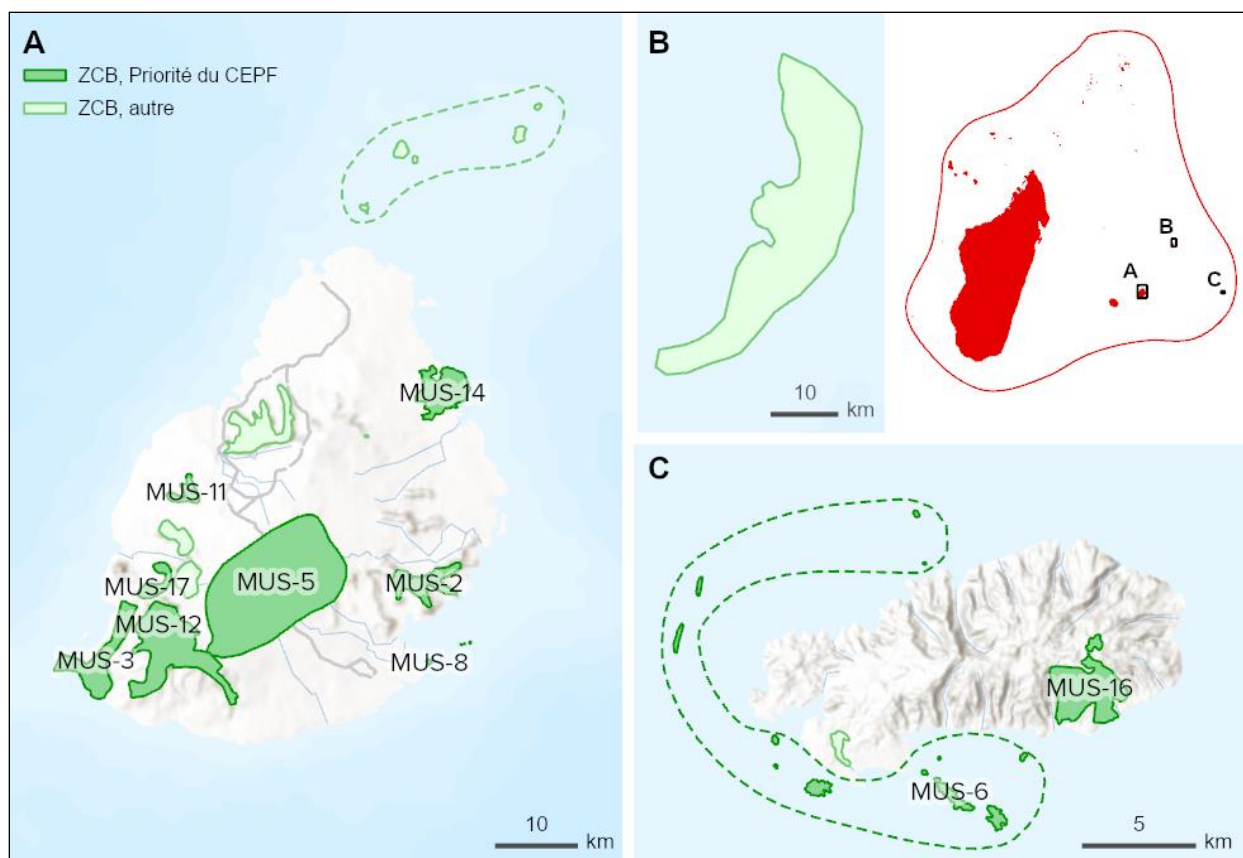 A
ZCB, Priorité du CEPF
ZCB, autre
MUS-14
MUS-11
MUS-17
MUS-5
MUS-2
MUS-12
MUS-3
MUS-8
10
km
B
10
km
B
A
C
C
MUS-16
MUS-6
5
km